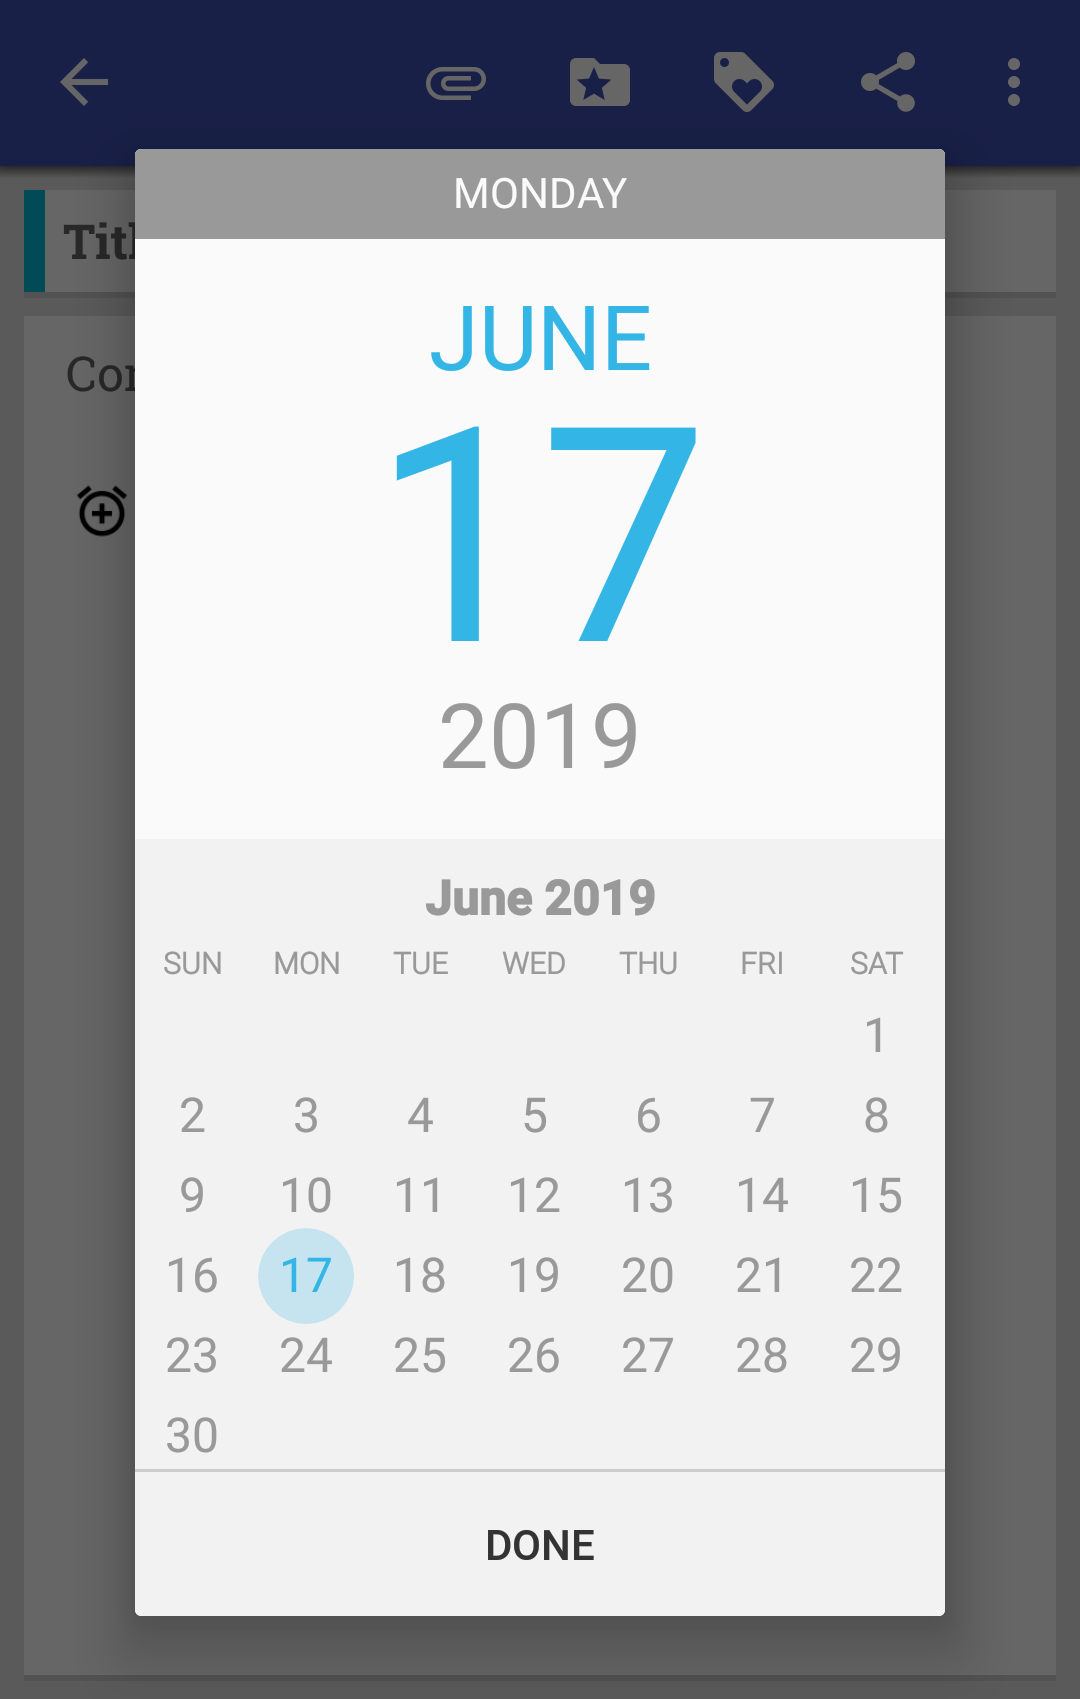 MONDAY
JUNE
17
2019
June 2019
SUN MON TUE WED THU FRI SAT
1
2 3 4 5 6 7 8
9 10 11 12 13 14 15
16 17 18 19 20 21 22
23 24 25 26 27 28 29
30
DONE